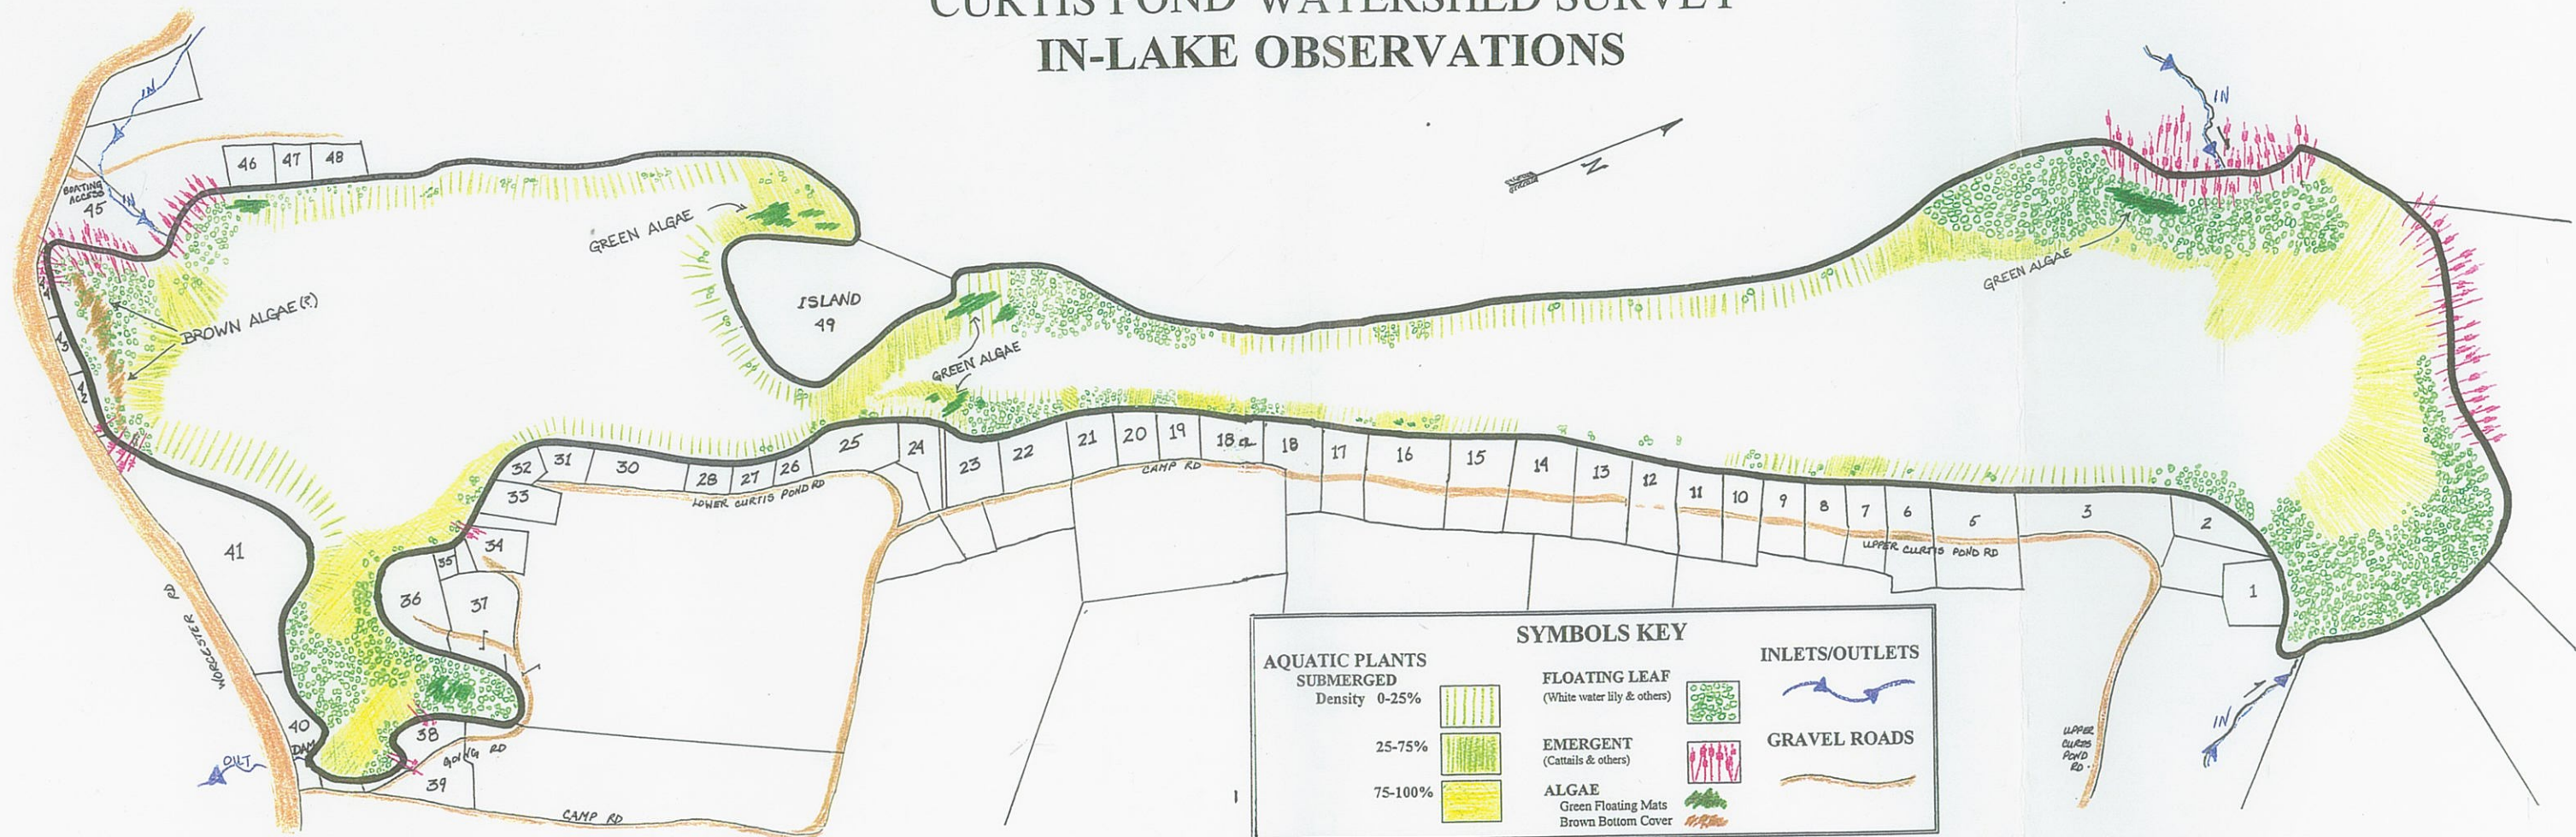 CURTIS POND WATERSHED SURVEY
IN-LAKE OBSERVATIONS
IN
BOATING
ACCESS
45
IN
46
47
48
N
IN
GREEN ALGAE
ISLAND
49
GREEN ALGAE
GREEN ALGAE
BROWN ALGAE (?)
41
WORCESTER RD
32
31
30
28
27
26
25
24
23
22
21
20
19
18a
18
17
16
15
14
13
12
11
10
9
8
7
6
5
3
2
1
LOWER CURTIS POND RD
CAMP RD
UPPER CURTIS POND RD
33
34
35
36
37
38
39
40
DAM
OUT
GOING RD
CAMP RD
UPPER
CURTIS
POND
RD.
IN
SYMBOLS KEY
AQUATIC PLANTS
SUBMERGED
Density 0-25%
25-75%
75-100%
FLOATING LEAF
(White water lily & others)
EMERGENT
(Cattails & others)
ALGAE
Green Floating Mats
Brown Bottom Cover
INLETS/OUTLETS
GRAVEL ROADS